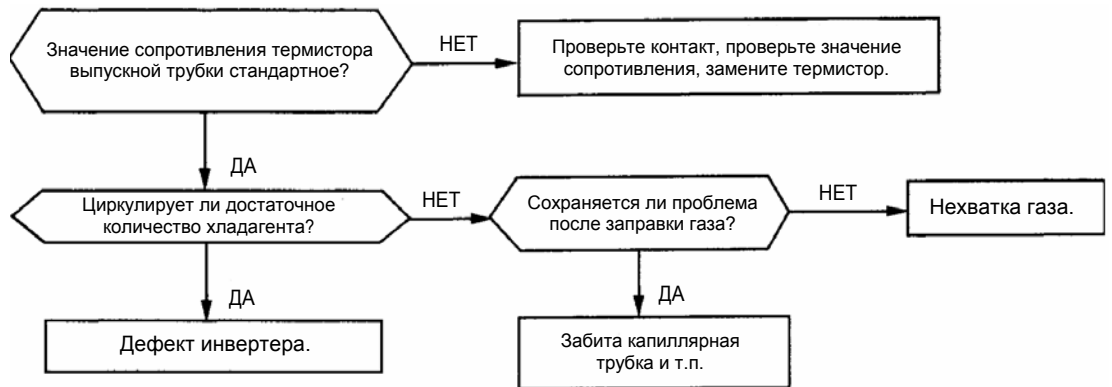 Значение сопротивления термистора
выпускной трубки стандартное?
НЕТ
Проверьте контакт, проверьте значение
сопротивления, замените термистор.
ДА
Циркулирует ли достаточное
количество хладагента?
НЕТ
Сохраняется ли проблема
после заправки газа?
НЕТ
Нехватка газа.
ДА
ДА
Дефект инвертера.
Забита капиллярная
трубка и т.п.